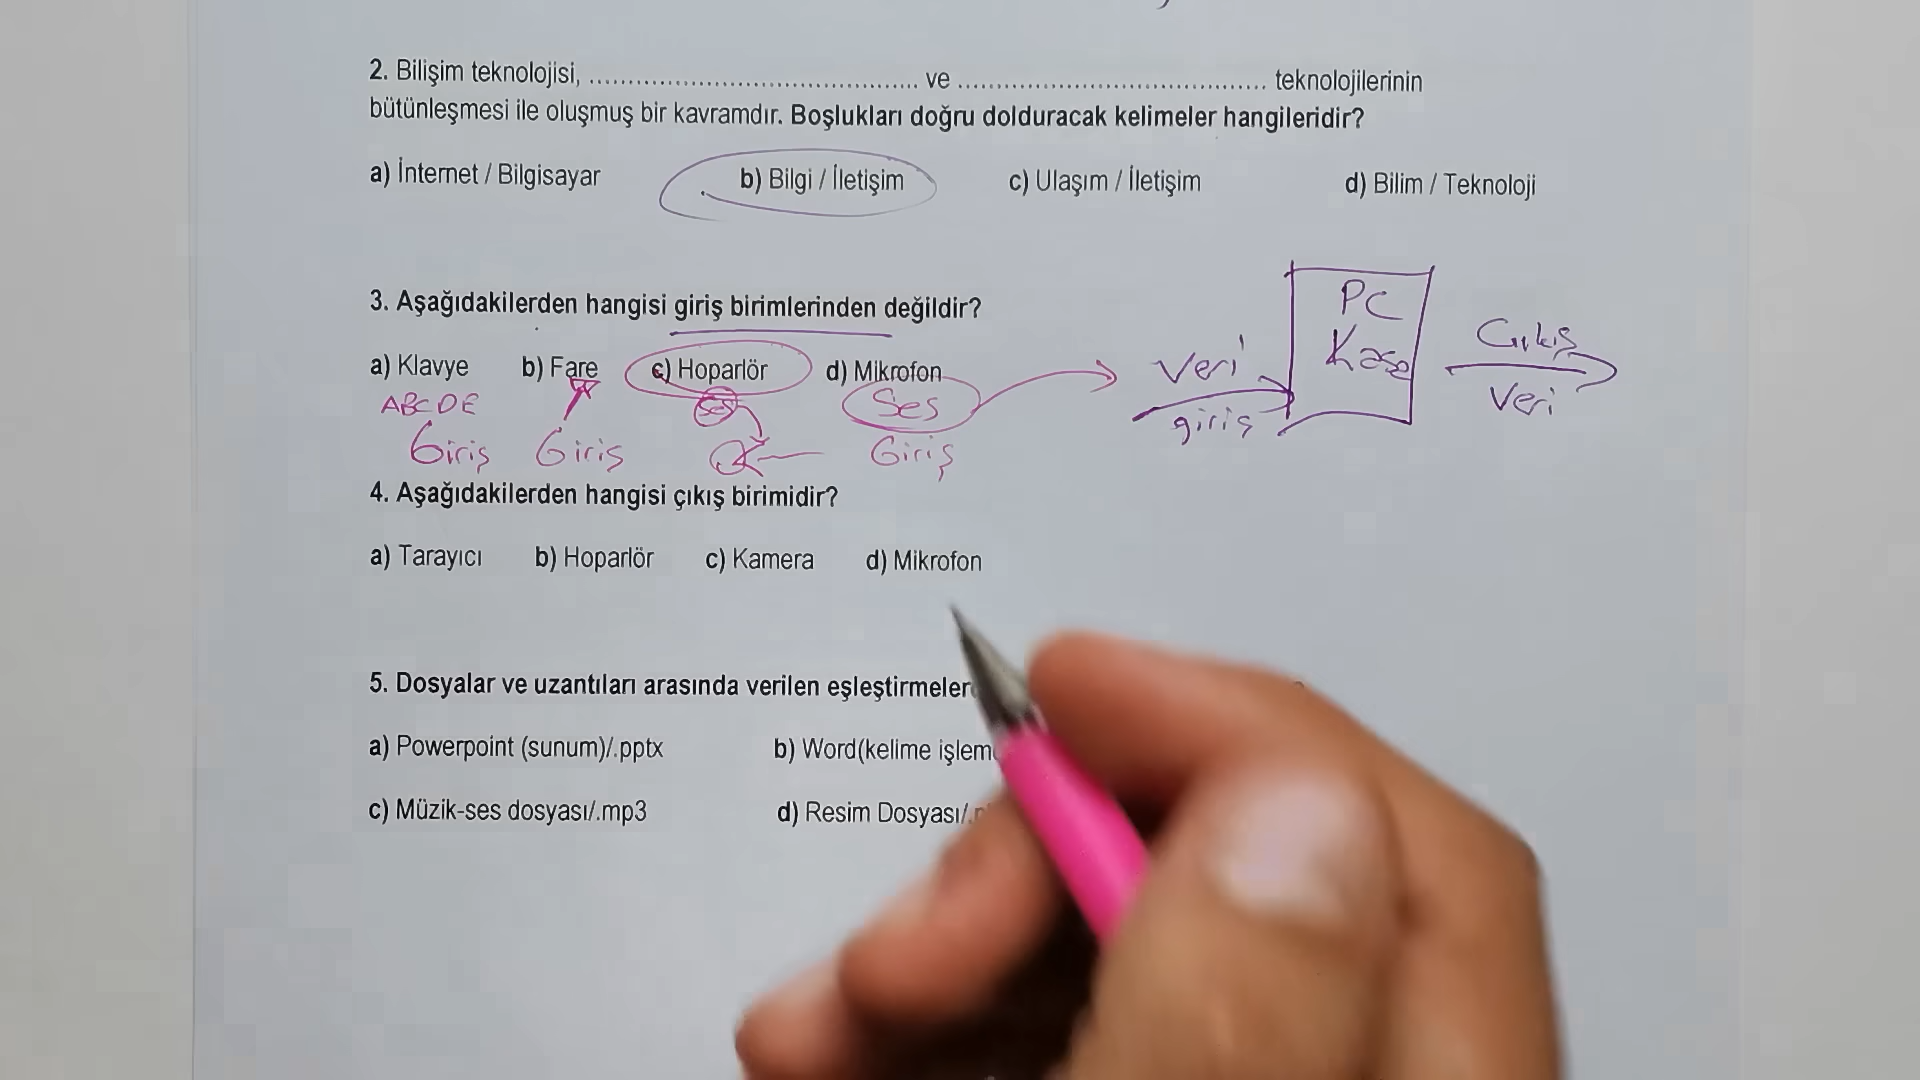 2. Bilişim teknolojisi, .......................................... ve ........................................ teknolojilerinin
bütünleşmesi ile oluşmuş bir kavramdır. Boşlukları doğru dolduracak kelimeler hangileridir?
a) İnternet / Bilgisayar b) Bilgi / İletişim c) Ulaşım / İletişim d) Bilim / Teknoloji
3. Aşağıdakilerden hangisi giriş birimlerinden değildir?
a) Klavye b) Fare c) Hoparlör d) Mikrofon
ABCDE Ses Ses
Giriş Giriş Giriş
PC
Kasa
Veri
giriş
Çıkış
Veri
4. Aşağıdakilerden hangisi çıkış birimidir?
a) Tarayıcı b) Hoparlör c) Kamera d) Mikrofon
5. Dosyalar ve uzantıları arasında verilen
a) Powerpoint (sunum)/.pptx b) Word(kelime
c) Müzik-ses dosyası/.mp3 d) Resim Dosyası/